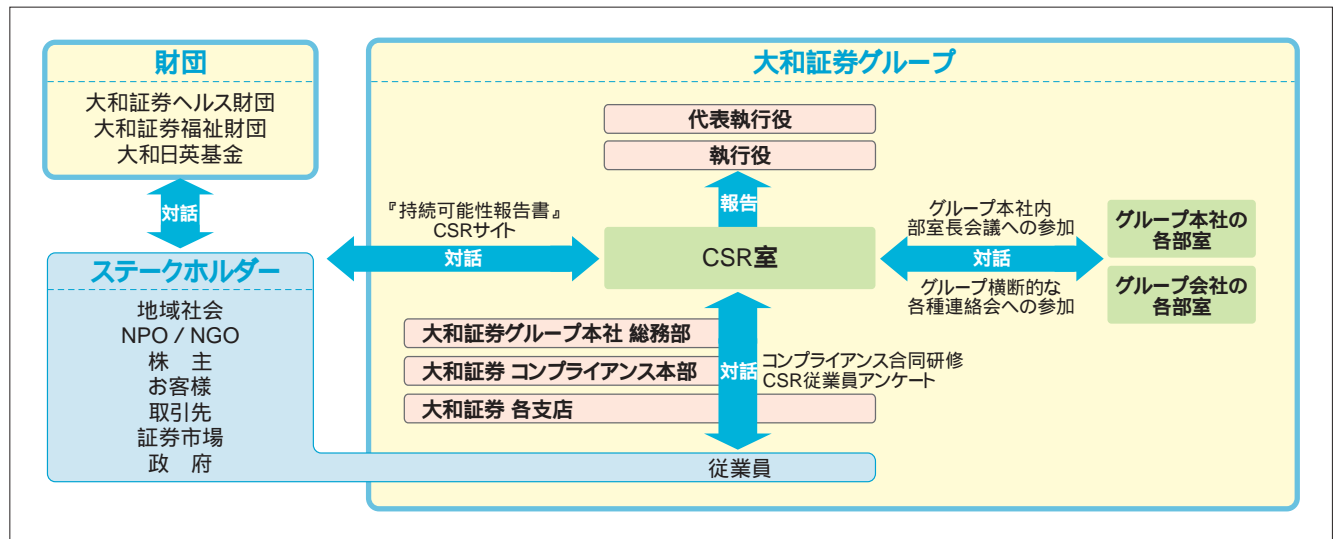 財団
大和証券ヘルス財団
大和証券福祉財団
大和日英基金
対話
ステークホルダー
地域社会
NPO / NGO
株　主
お客様
取引先
証券市場
政　府
大和証券グループ
代表執行役
執行役
報告
『持続可能性報告書』
CSRサイト
対話
CSR室
グループ本社内
部室長会議への参加
対話
グループ横断的な
各種連絡会への参加
グループ本社の
各部室
グループ会社の
各部室
大和証券グループ本社 総務部
大和証券 コンプライアンス本部
大和証券 各支店
対話
コンプライアンス合同研修
CSR従業員アンケート
従業員